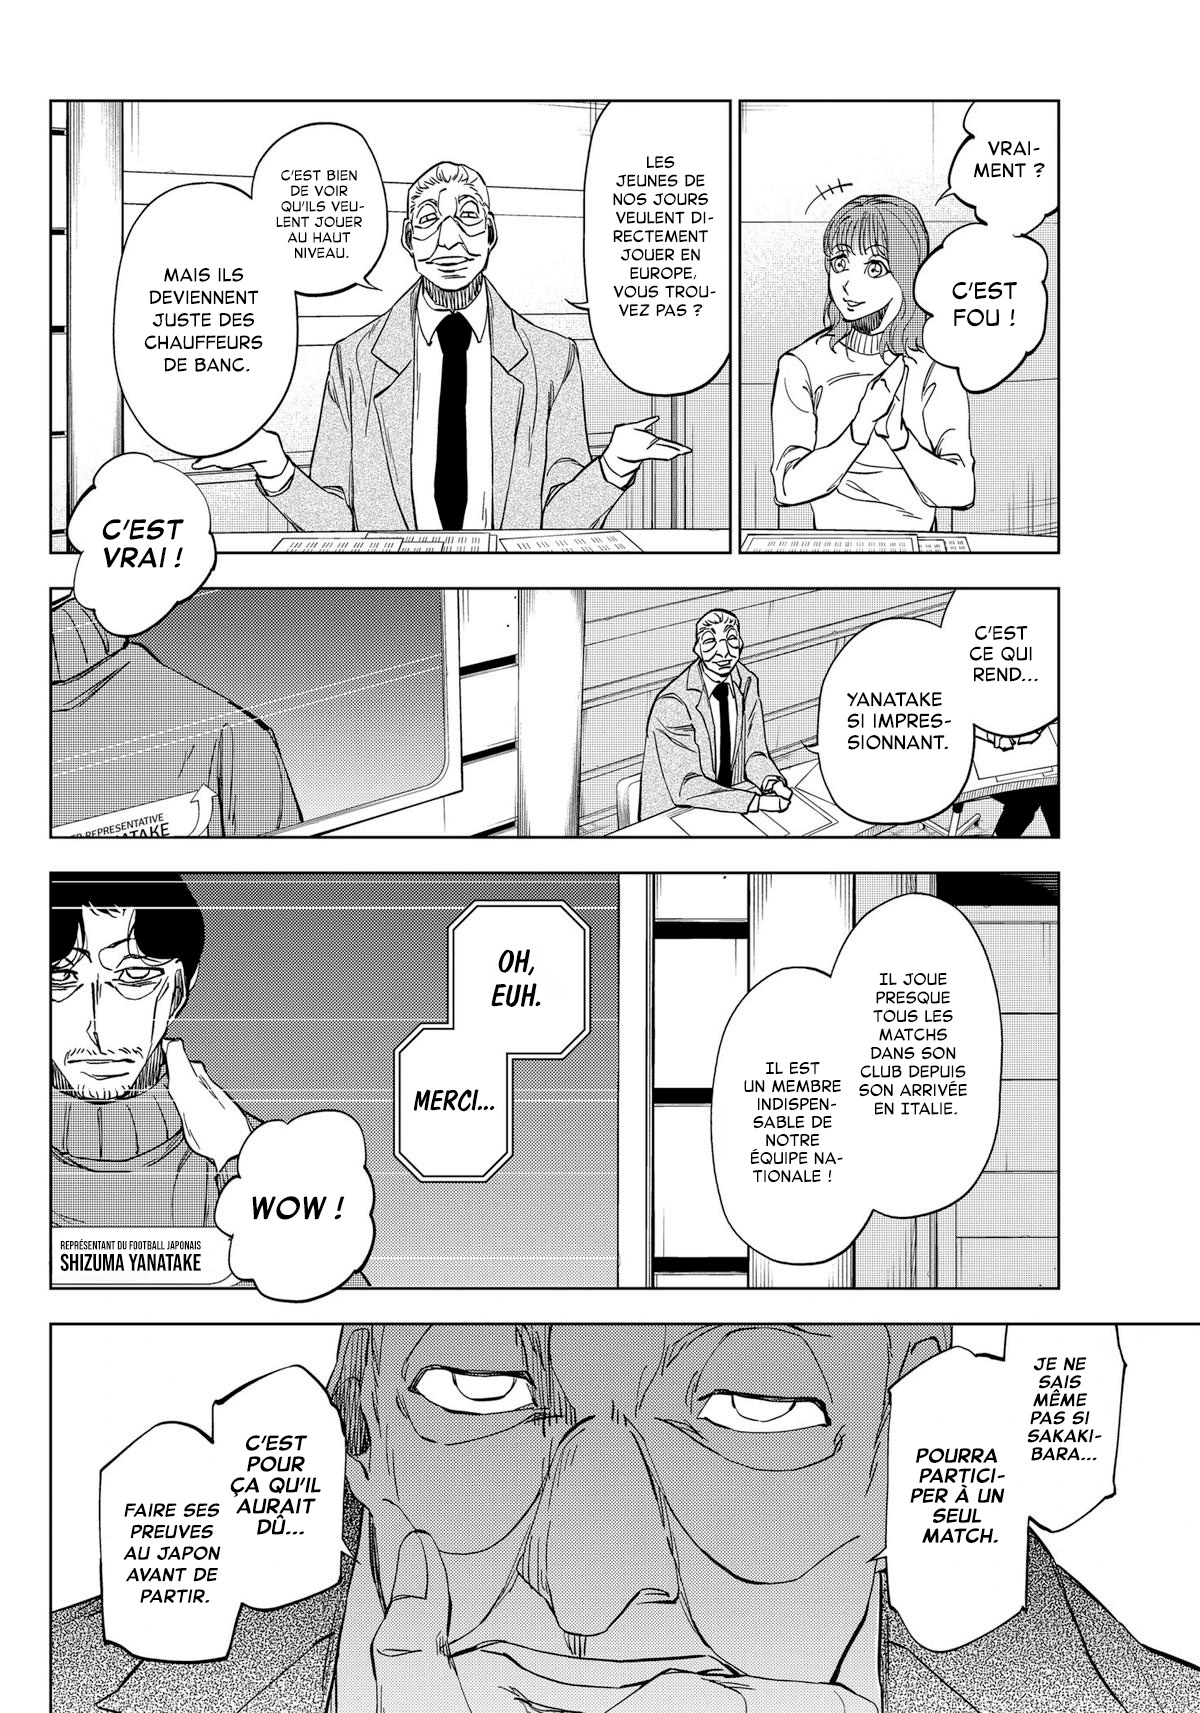 VRAI-
MENT ?
C'EST
FOU !
LES
JEUNES DE
NOS JOURS
VEULENT DI-
RECTEMENT
JOUER EN
EUROPE,
VOUS TROU-
VEZ PAS ?
C'EST BIEN
DE VOIR
QU'ILS VEU-
LENT JOUER
AU HAUT
NIVEAU.
MAIS ILS
DEVIENNENT
JUSTE DES
CHAUFFEURS
DE BANC.
C'EST
CE QUI
REND...
YANATAKE
SI IMPRES-
SIONNANT.
C'EST
VRAI !
REPRESENTATIVE
IL JOUE
PRESQUE
TOUS LES
MATCHS
DANS SON
CLUB DEPUIS
SON ARRIVÉE
EN ITALIE.
IL EST
UN MEMBRE
INDISPEN-
SABLE DE
NOTRE
ÉQUIPE NA-
TIONALE !
OH,
EUH.
MERCI...
WOW !
REPRÉSENTANT DU FOOTBALL JAPONAIS
SHIZUMA YANATAKE
JE NE
SAIS
MÊME
PAS SI
SAKAKI-
BARA...
POURRA
PARTICI-
PER À UN
SEUL
MATCH.
C'EST
POUR
ÇA QU'IL
AURAIT
DÛ...
FAIRE SES
PREUVES
AU JAPON
AVANT DE
PARTIR.